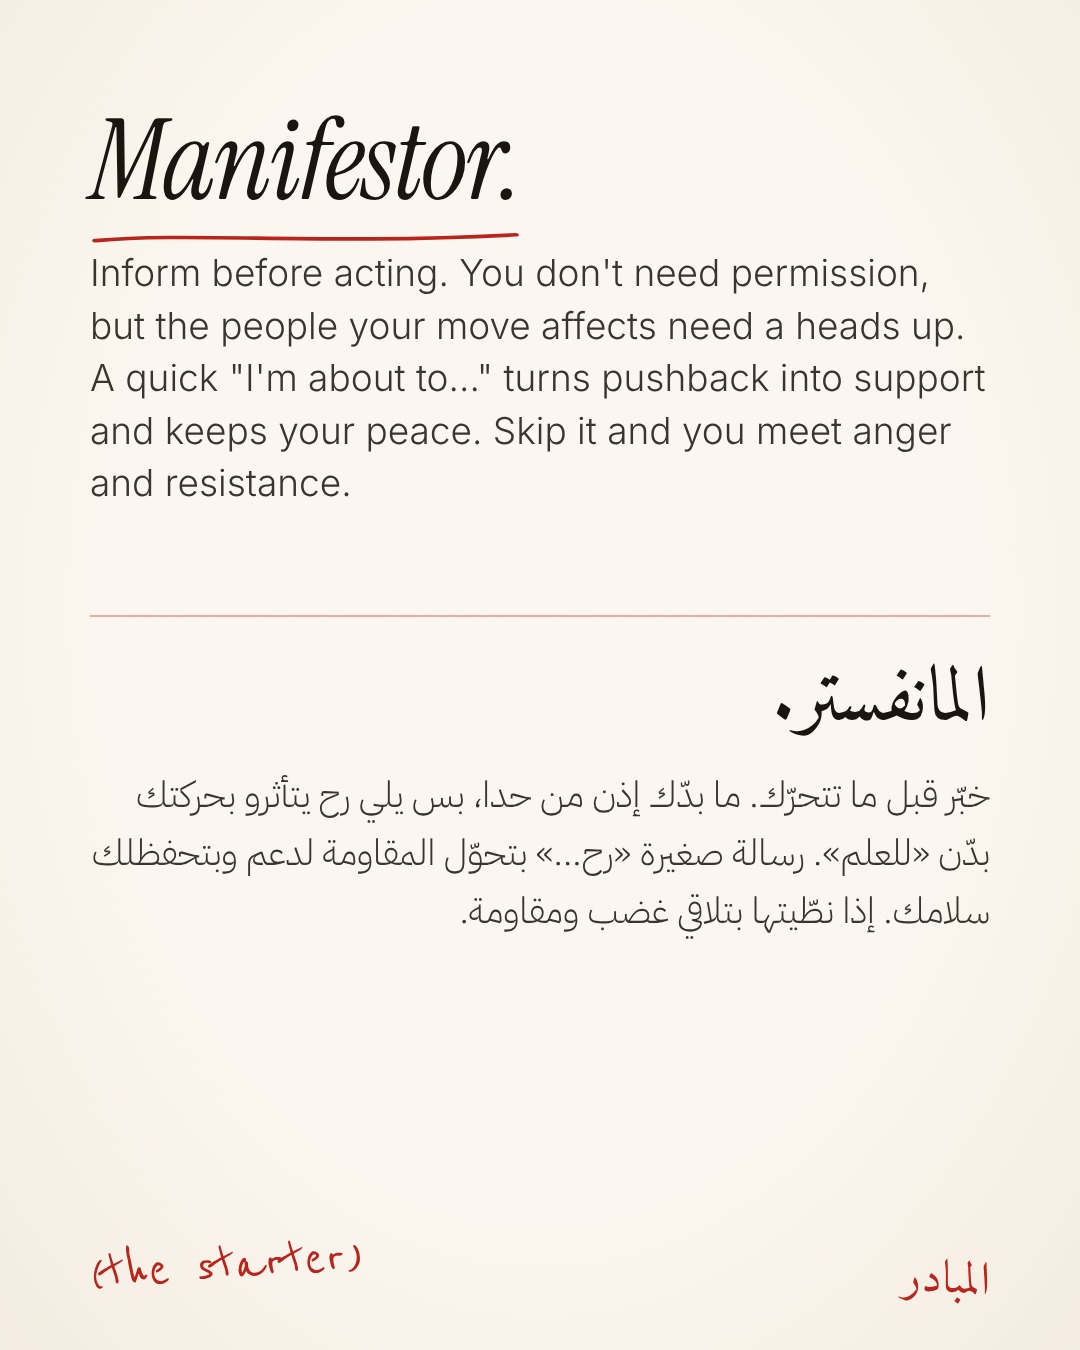 Manifestor.
Inform before acting. You don't need permission,
but the people your move affects need a heads up.
A quick "I'm about to..." turns pushback into support
and keeps your peace. Skip it and you meet anger
and resistance.
المانفستر.
خبّر قبل ما تتحرّك. ما بدّك إذن من حدا، بس يلي رح يتأثرو بحركتك
بدّن «للعلم». رسالة صغيرة «رح...» بتحوّل المقاومة لدعم وبتحفظلك
سلامك. إذا نطّيتها بتلاقي غضب ومقاومة.
(the starter)
المبادر